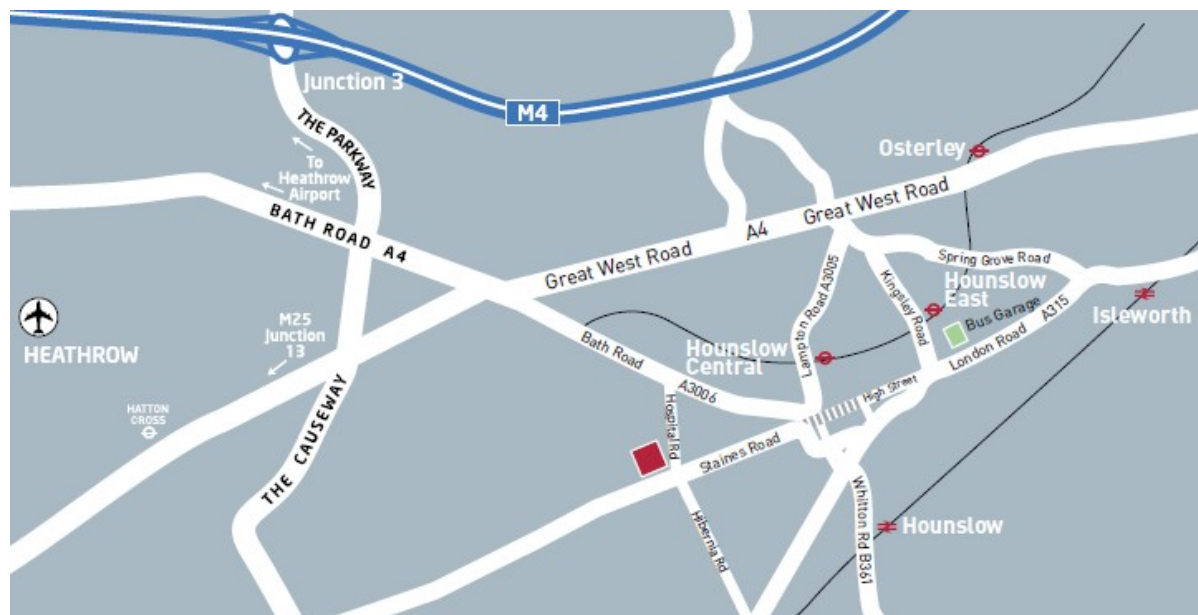 Junction 3
M4
THE PARKWAY
To
Heathrow
Airport
BATH ROAD A4
Osterley
Great West Road
A4
Great West Road
Spring Grove Road
Lampton Road A3005
Kingsley Road
Hounslow
East
Bus Garage
London Road
A315
Isleworth
HEATHROW
M25
Junction
13
Bath Road
A3006
Hounslow
Central
High Street
HATTON
CROSS
THE CAUSEWAY
Hospital Rd
Staines Road
Hibernia Rd
Whitton Rd B361
Hounslow